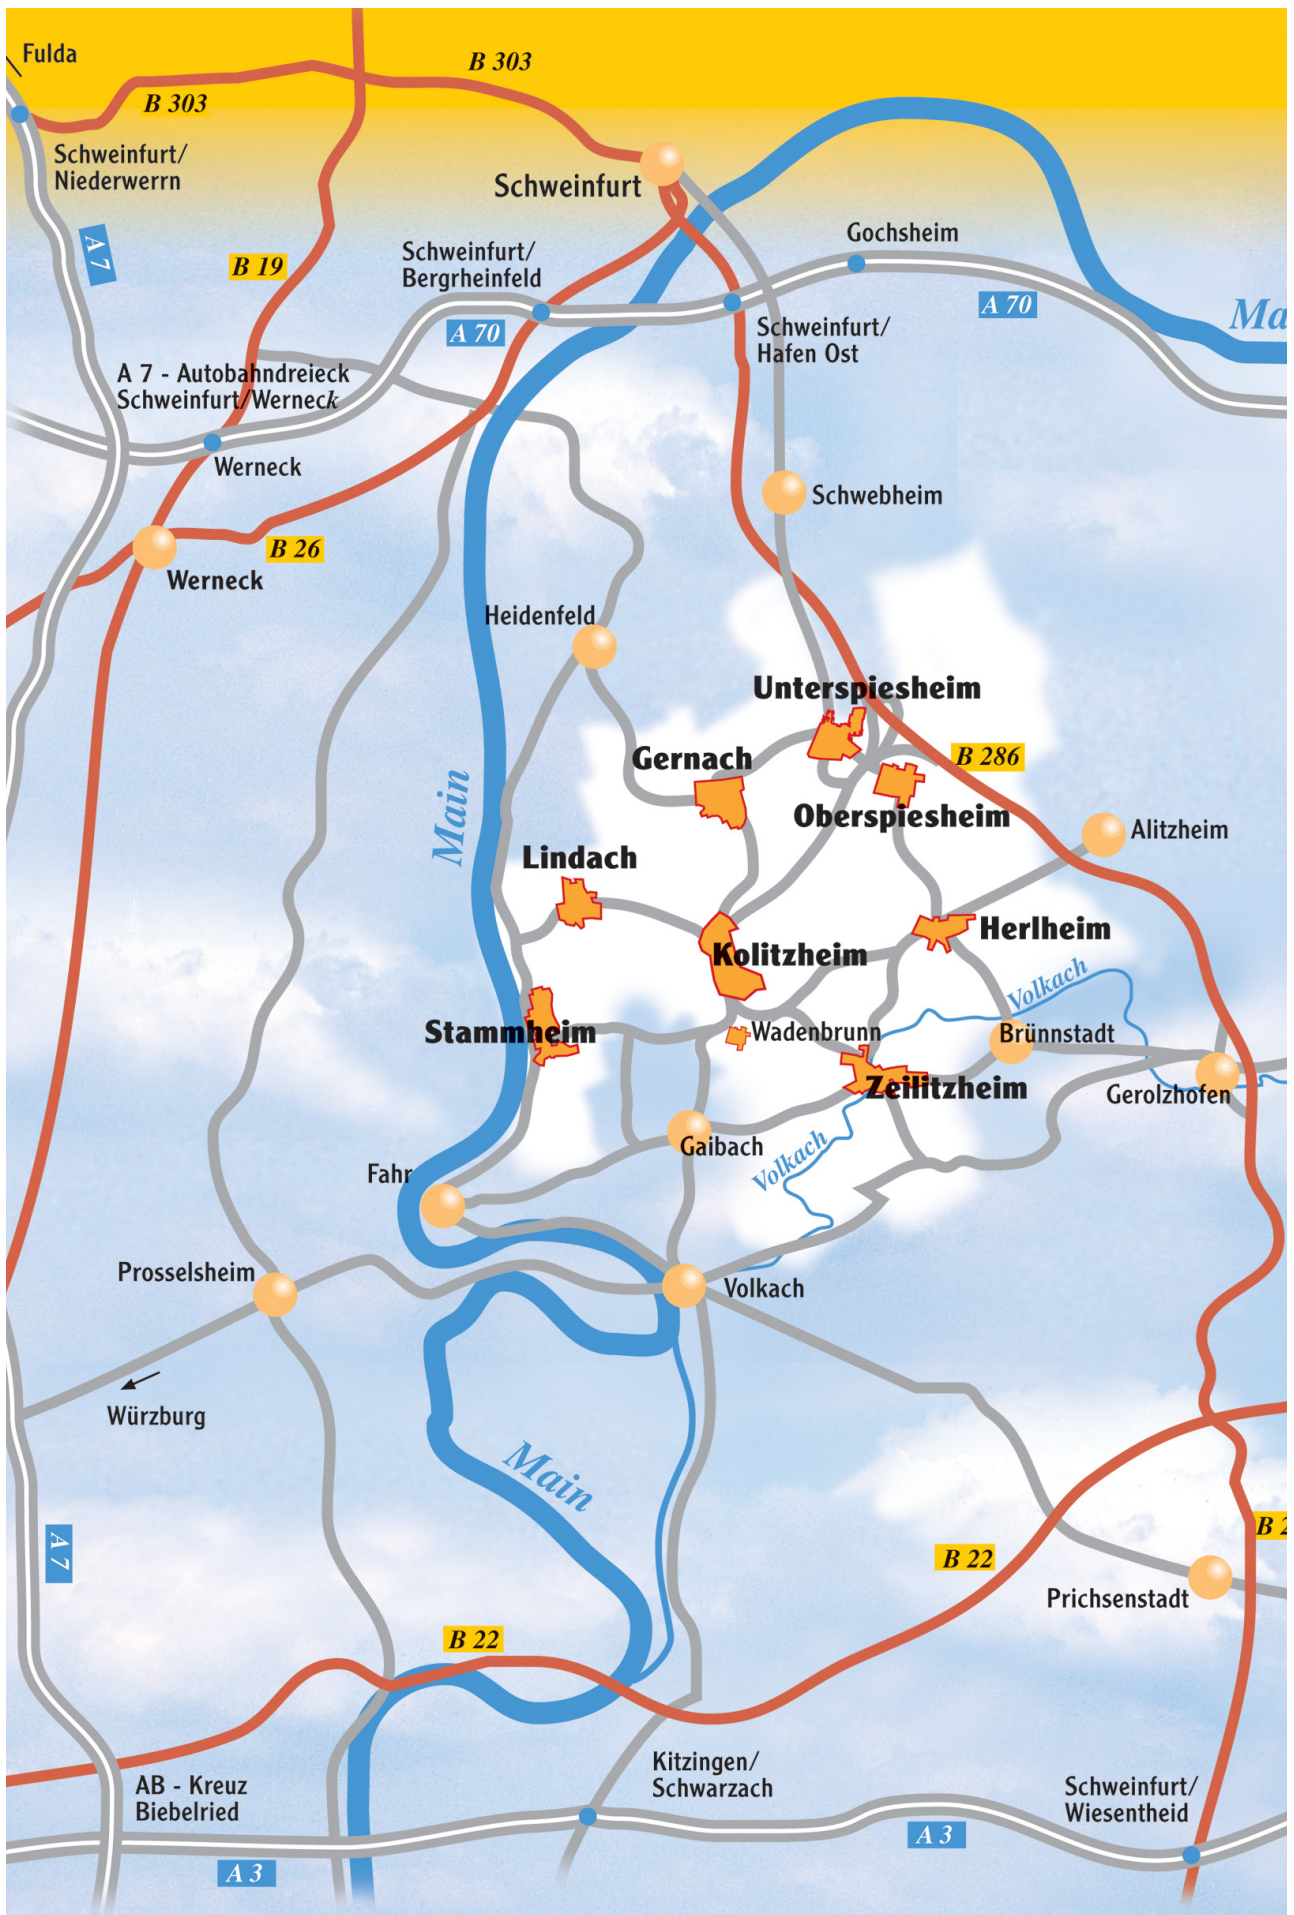 Fulda
B 303
B 303
Schweinfurt/
Niederwerrn
Schweinfurt
A 7
B 19
Schweinfurt/
Bergrheinfeld
Gochsheim
A 70
A 70
Ma
Schweinfurt/
Hafen Ost
A 7 - Autobahndreieck
Schweinfurt/Werneck
Werneck
Schwebheim
B 26
Werneck
Heidenfeld
Unterspiesheim
Gernach
B 286
Main
Oberspiesheim
Alitzheim
Lindach
Herlheim
Kolitzheim
Volkach
Stammheim
Wadenbrunn
Brünnstadt
Zeilitzheim
Gerolzhofen
Gaibach
Volkach
Fahr
Prosselsheim
Volkach
Würzburg
Main
A 7
B 2
B 22
Prichsenstadt
B 22
Kitzingen/
Schwarzach
AB - Kreuz
Biebelried
Schweinfurt/
Wiesentheid
A 3
A 3